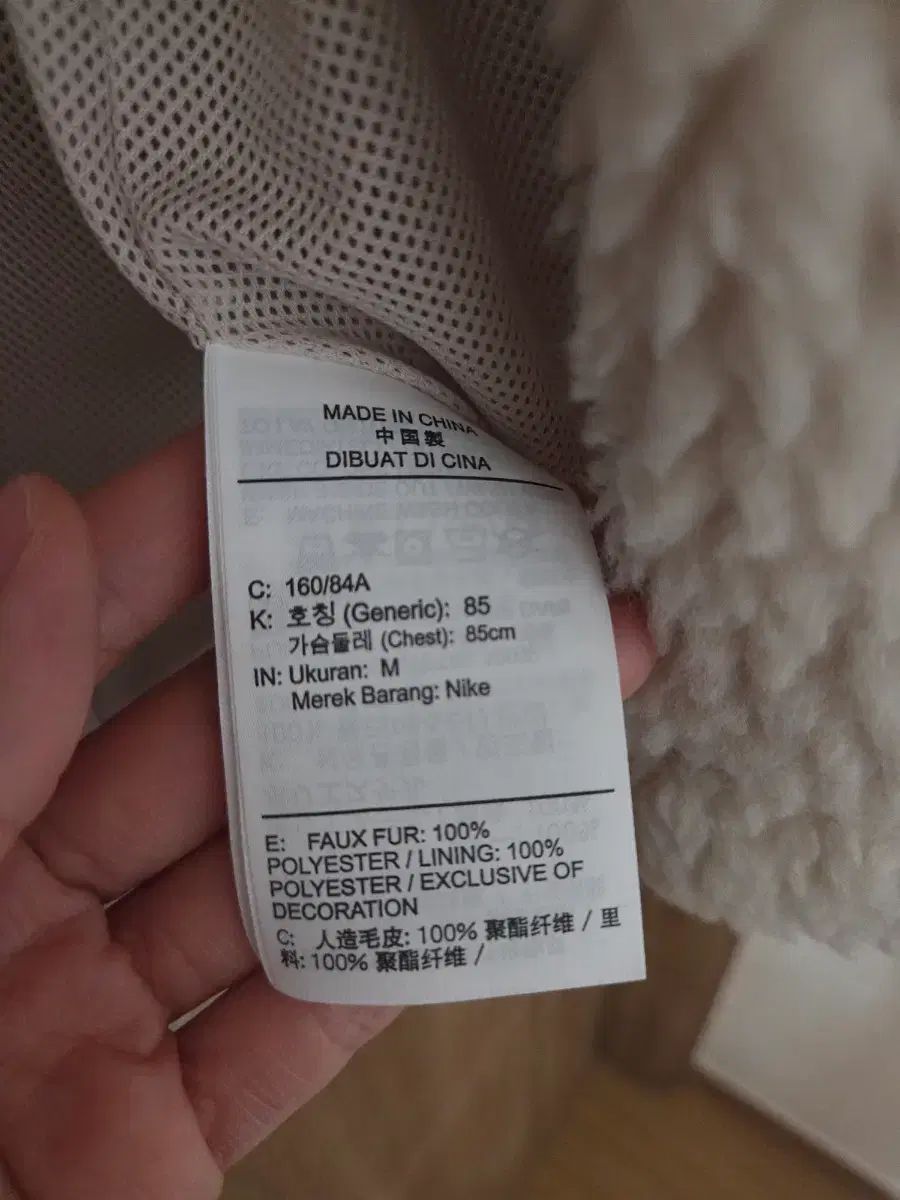 MADE IN CHINA
中国製
DIBUAT DI CINA
C: 160/84A
K: 호칭 (Generic): 85
가슴둘레 (Chest): 85cm
IN: Ukuran: M
Merek Barang: Nike
E: FAUX FUR: 100%
POLYESTER / LINING: 100%
POLYESTER / EXCLUSIVE OF
DECORATION
C: 人造毛皮: 100% 聚酯纤维 / 里
料: 100% 聚酯纤维 /